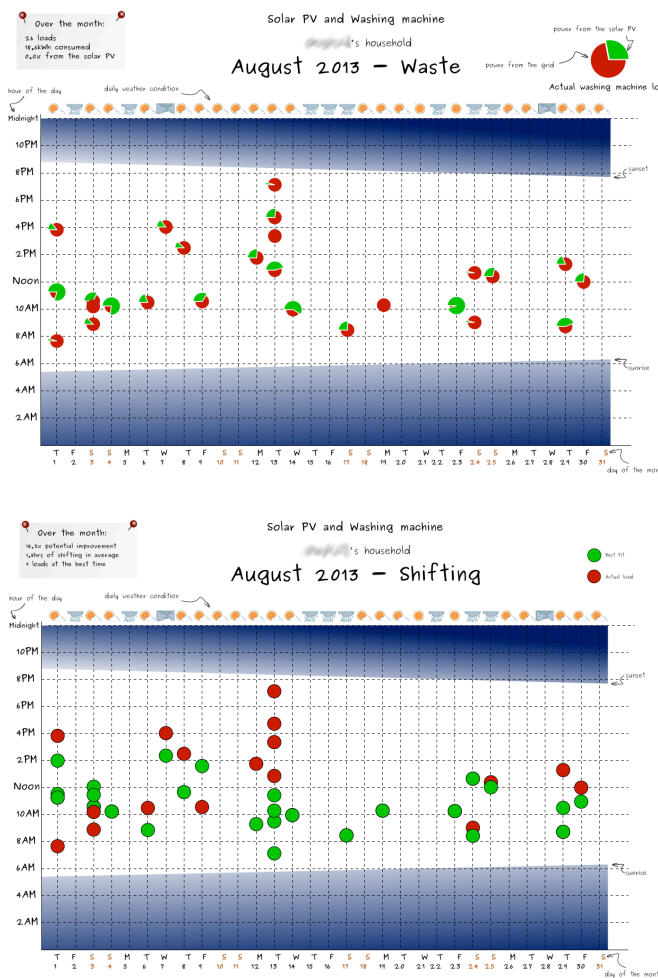 Solar PV and Washing machine
's household
August 2013 - Waste
Over the month:
18.6kWh consumed
0.0% from the solar PV
power from the solar PV
power from the grid
Actual washing machine lo
hour of the day
daily weather condition
Midnight
10PM
8PM
6PM
4PM
2PM
Noon
10AM
8AM
6AM
4AM
2AM
sunset
sunrise
T F S S M T W T F S S M T W T F S S M T W T F S S M T W T F S
1 2 3 4 5 6 7 8 9 10 11 12 13 14 15 16 17 18 19 20 21 22 23 24 25 26 27 28 29 30 31
day of the mon
Solar PV and Washing machine
's household
August 2013 - Shifting
Over the month:
potential improvement
of shifting in average
loads at the best time
Best fit
Actual load
hour of the day
daily weather condition
Midnight
10PM
8PM
6PM
4PM
2PM
Noon
10AM
8AM
6AM
4AM
2AM
sunset
sunrise
T F S S M T W T F S S M T W T F S S M T W T F S S M T W T F S
1 2 3 4 5 6 7 8 9 10 11 12 13 14 15 16 17 18 19 20 21 22 23 24 25 26 27 28 29 30 31
day of the mon